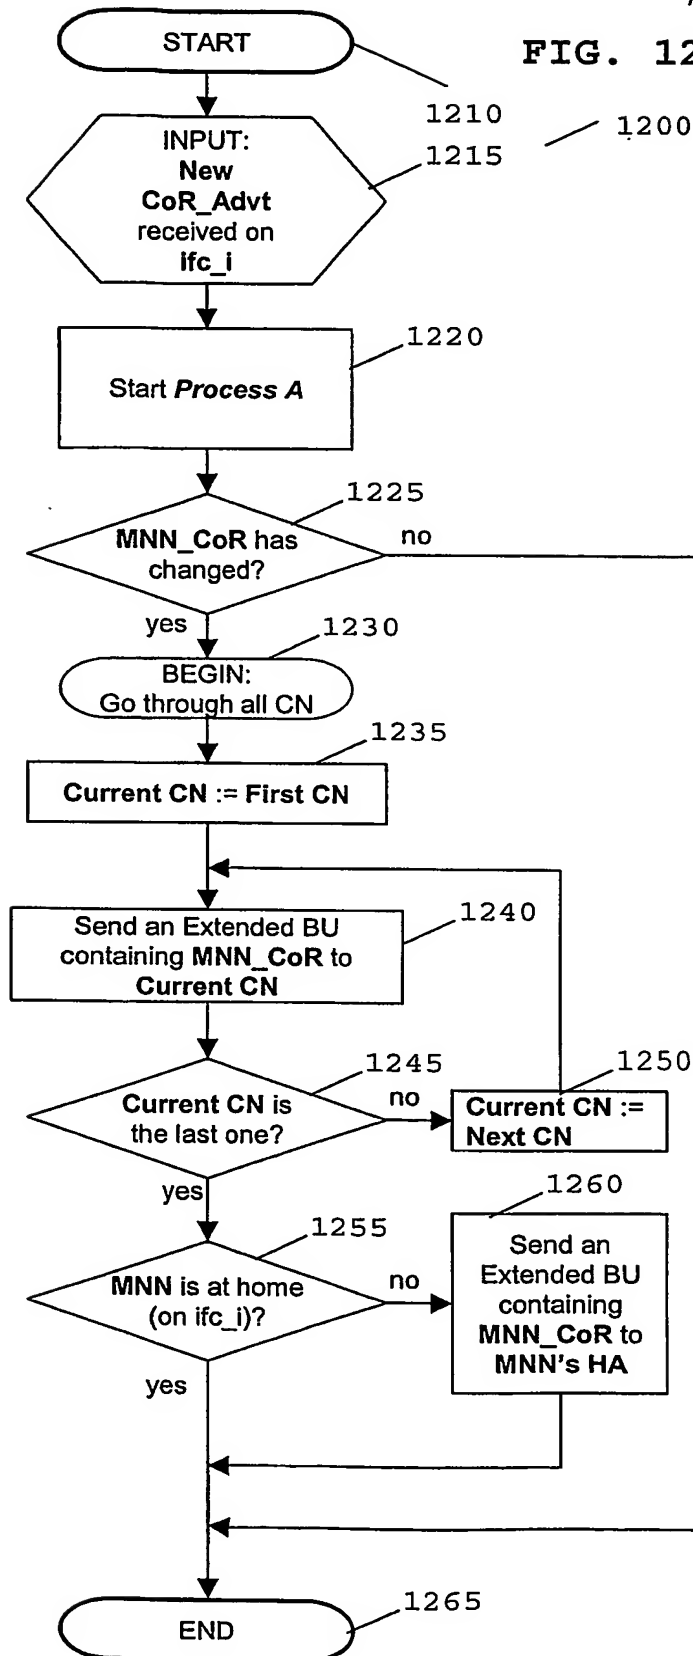 START
FIG. 12
1210
1200
INPUT:
New
CoR_Advt
received on
ifc_i
1215
1220
Start Process A
1225
MNN_CoR has
changed?
no
yes
1230
BEGIN:
Go through all CN
1235
Current CN := First CN
1240
Send an Extended BU
containing MNN_CoR to
Current CN
1245
Current CN is
the last one?
no
1250
Current CN :=
Next CN
yes
1255
MNN is at home
(on ifc_i)?
no
1260
Send an
Extended BU
containing
MNN_CoR to
MNN's HA
yes
1265
END